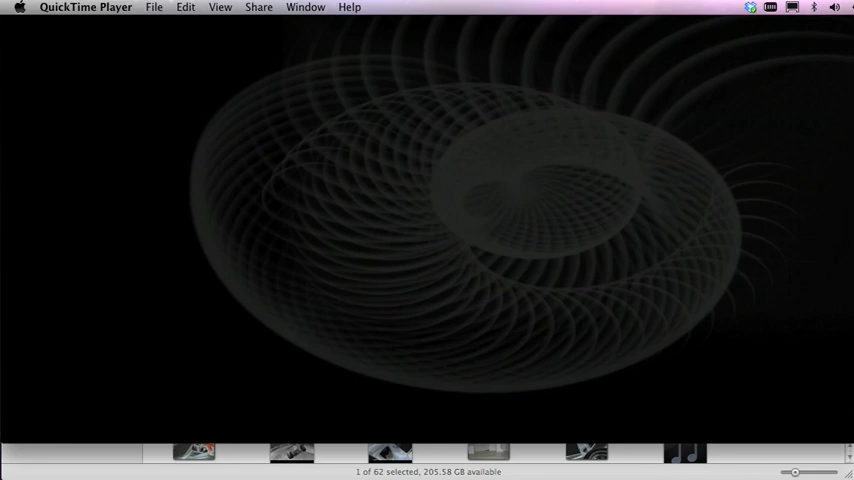 QuickTime Player File Edit View Share Window Help
1 of 62 selected, 205.58 GB available